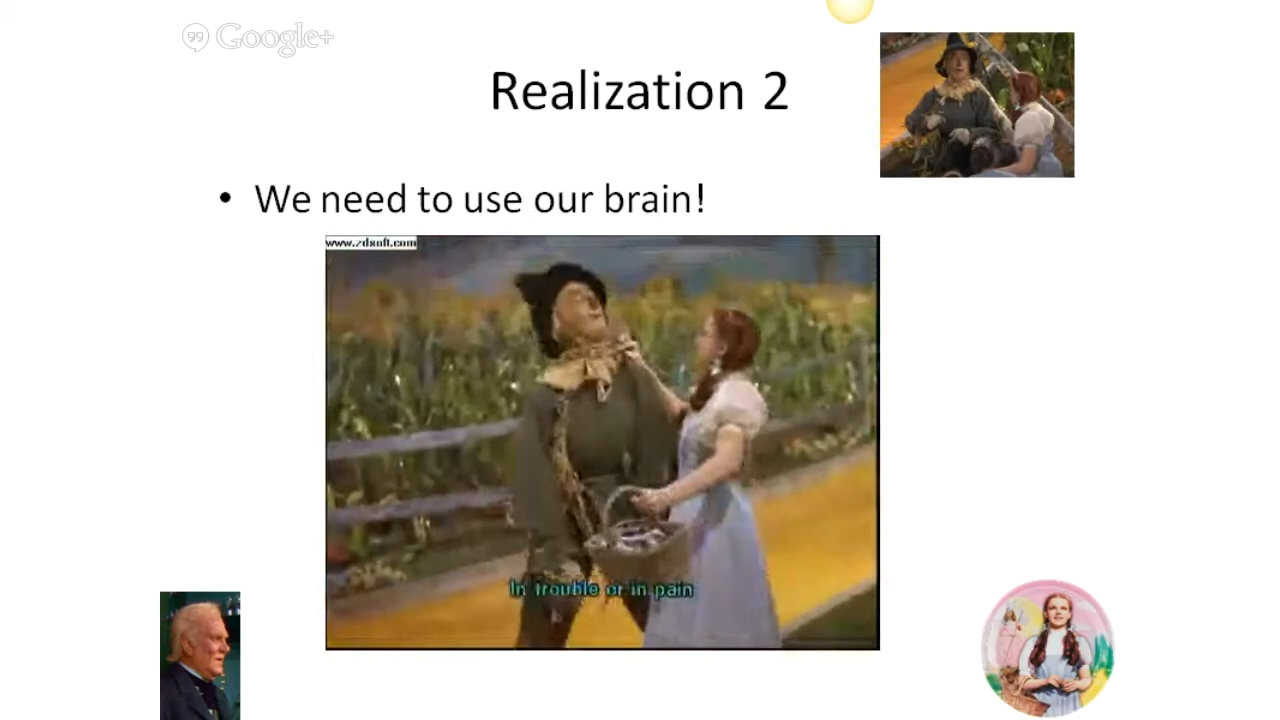 Google+
Realization 2
• We need to use our brain!
www.zdsoft.com
In trouble or in pain